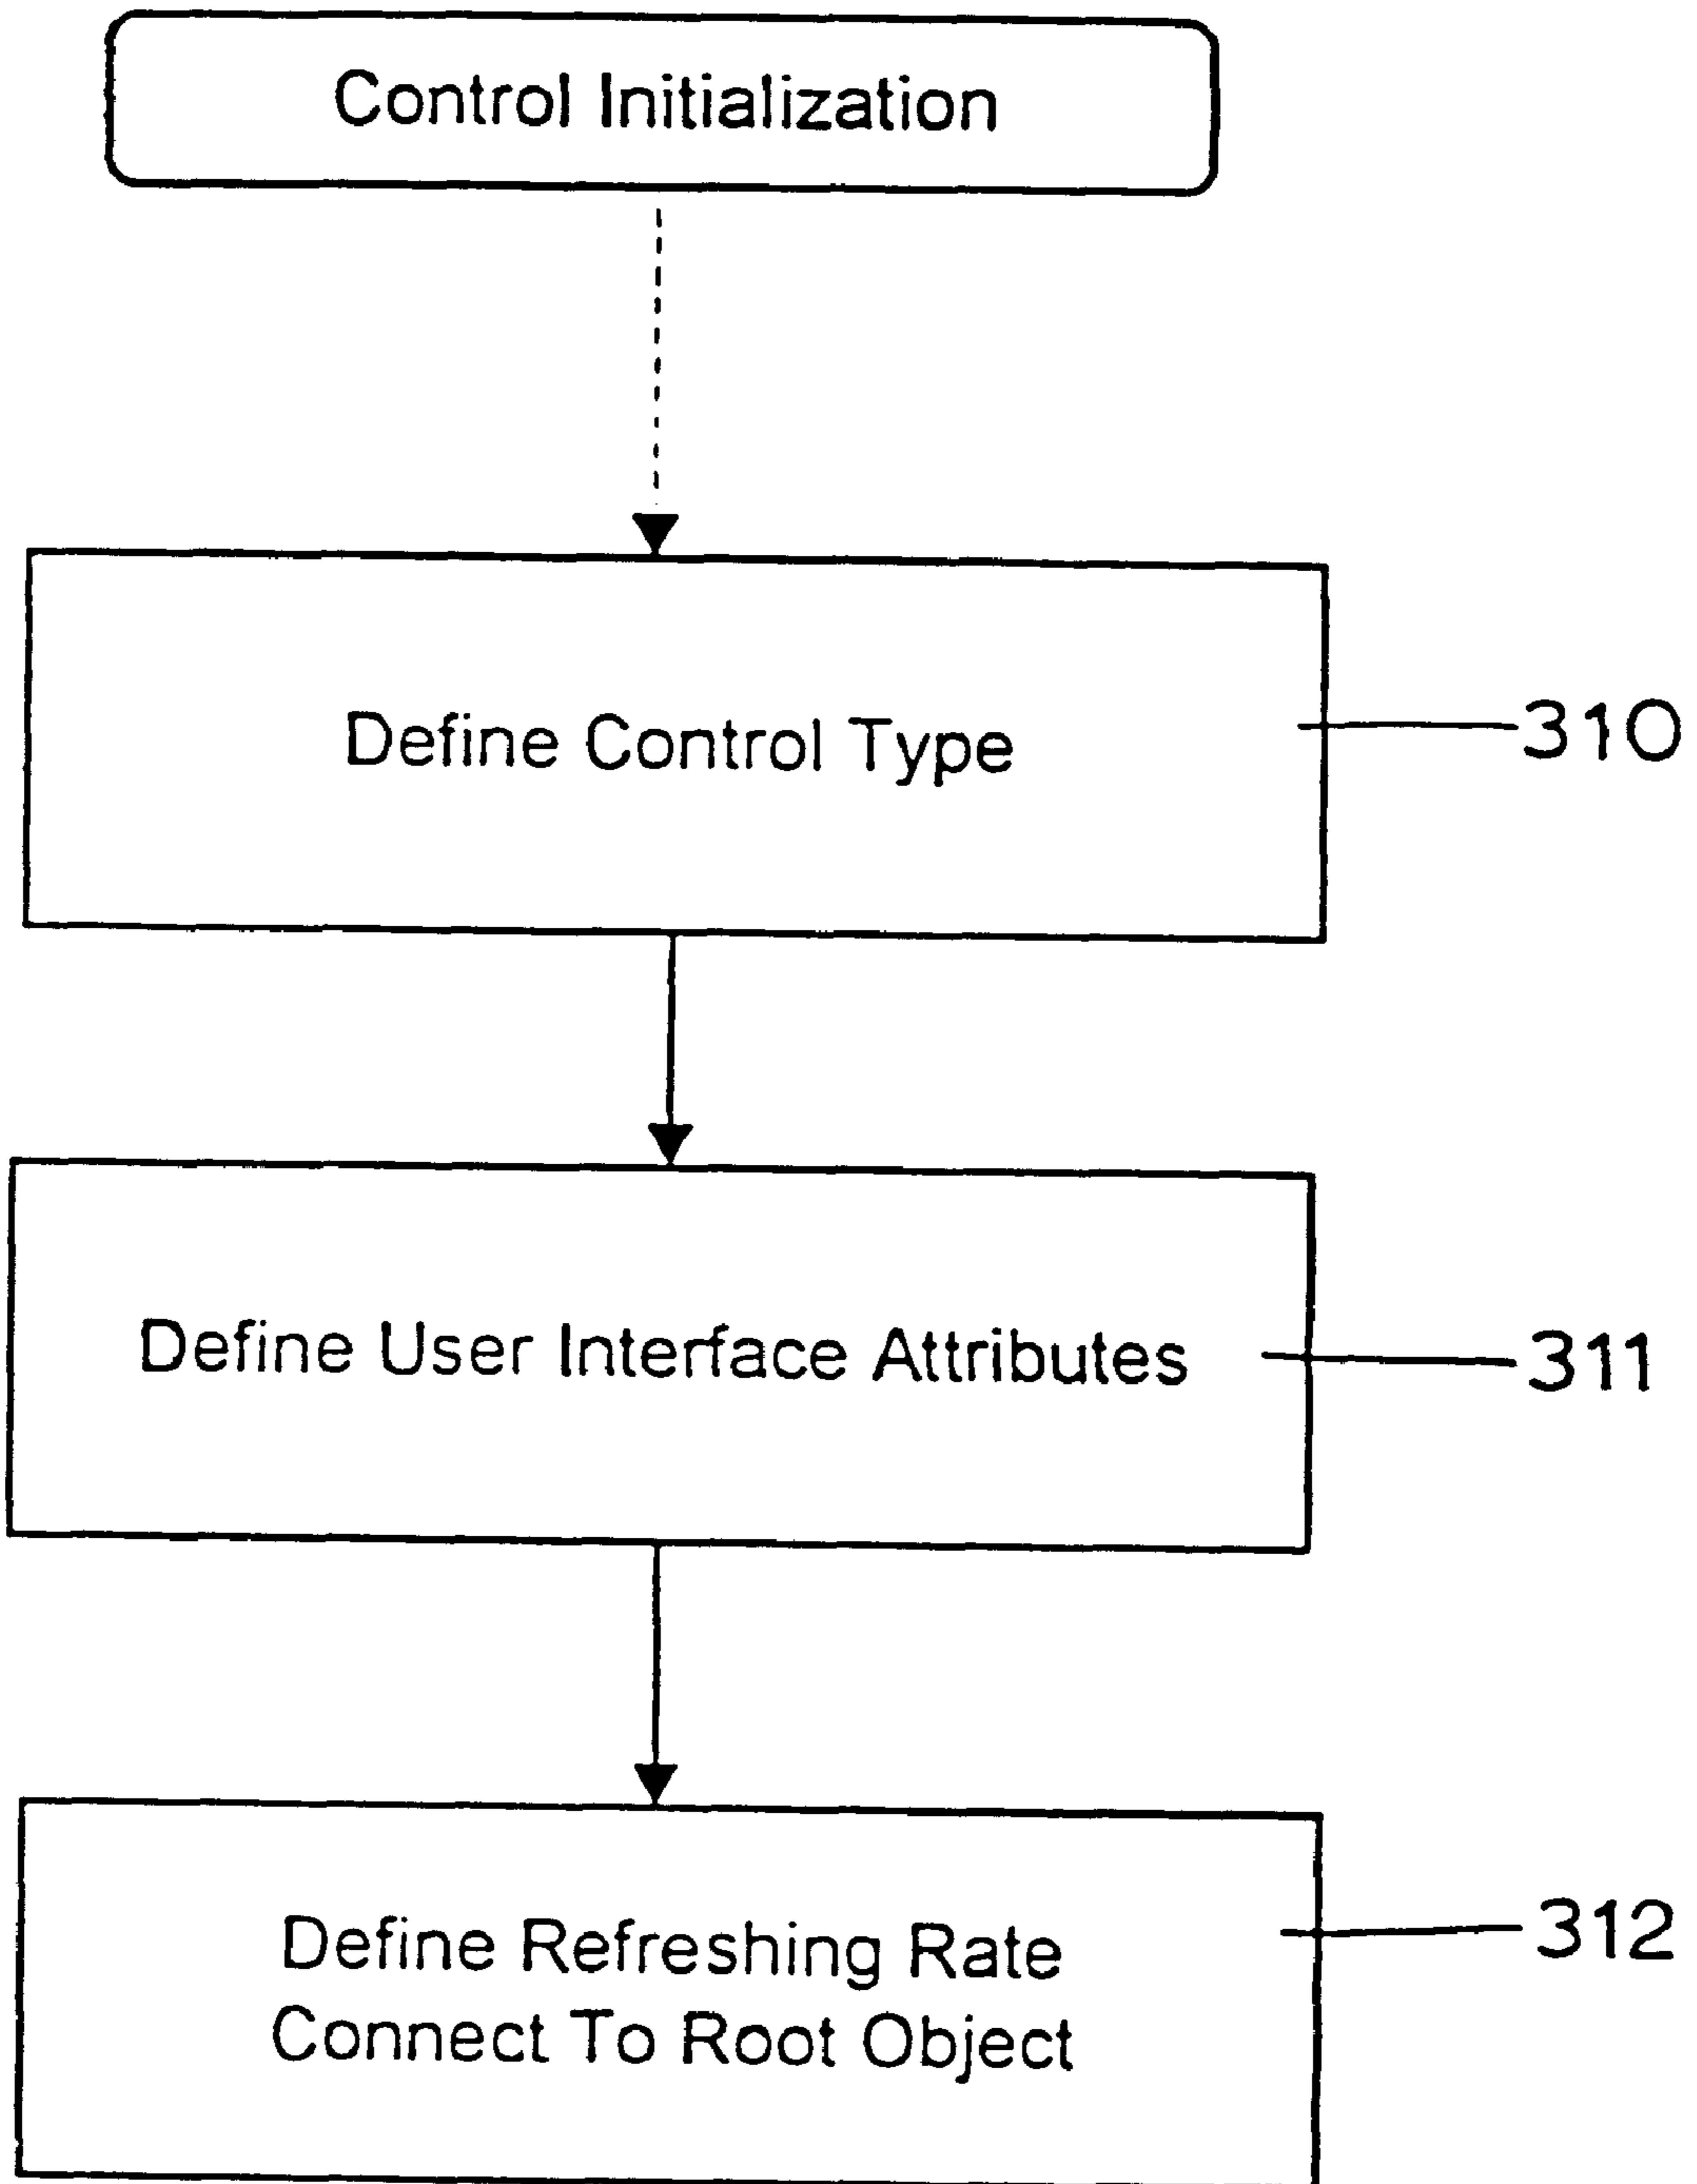 Control Initialization
Define Control Type
310
Define User Interface Attributes
311
Define Refreshing Rate
Connect To Root Object
312